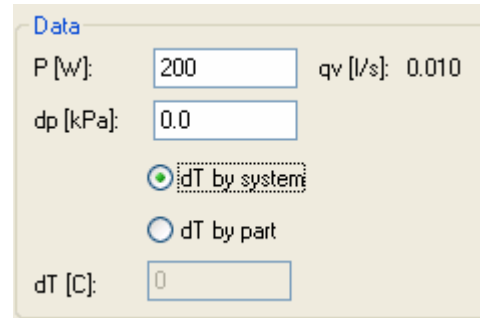 Data
P [W]: 200 qv [l/s]: 0.010
dp [kPa]: 0.0
dT by system
dT by part
dT [C]: 0